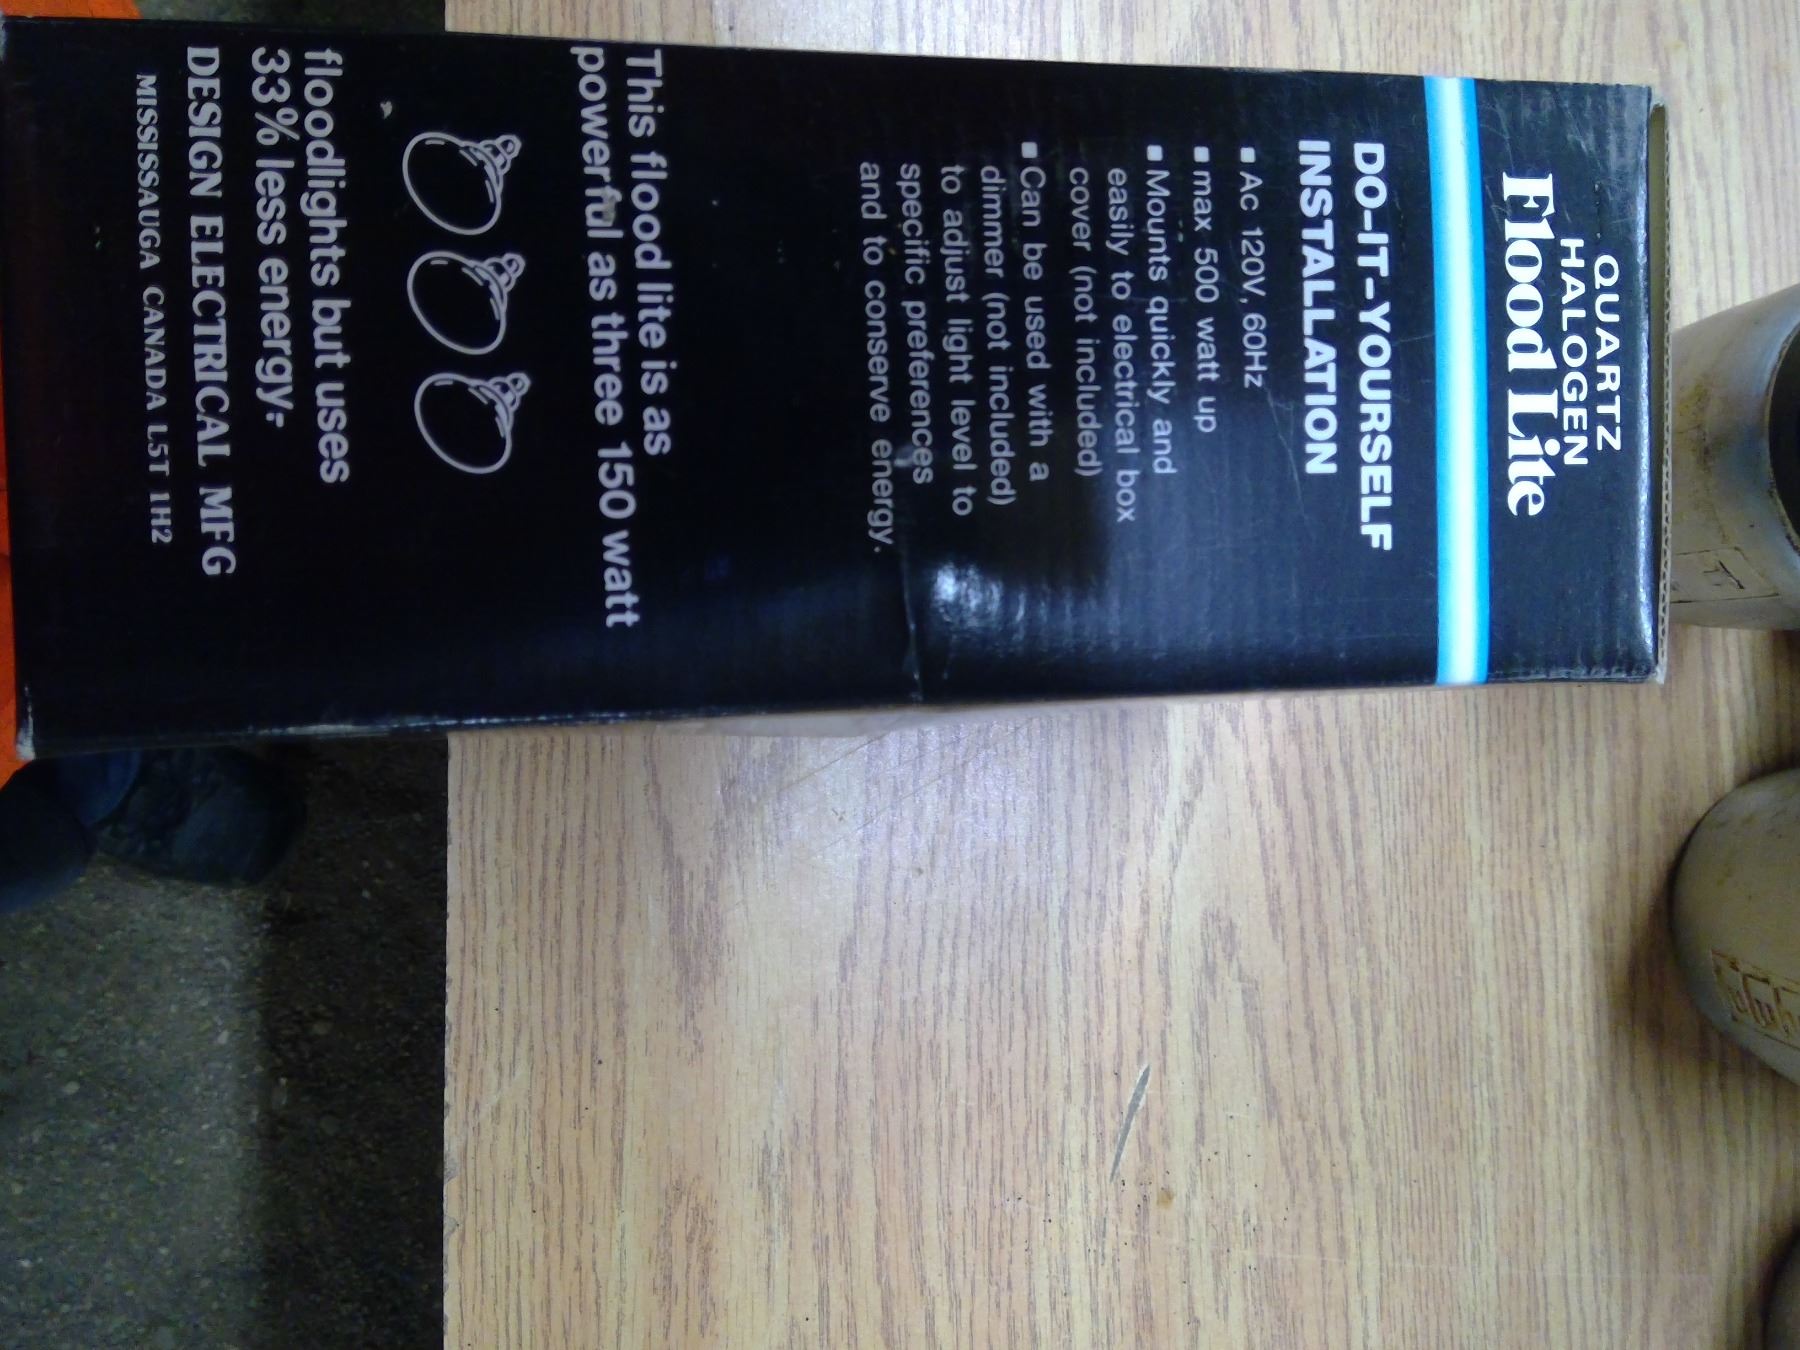 QUARTZ
HALOGEN
Flood Lite
DO-IT-YOURSELF
INSTALLATION
▪ Ac 120V, 60Hz
▪ max 500 watt up
▪ Mounts quickly and
easily to electrical box
cover (not included)
▪ Can be used with a
dimmer (not included)
to adjust light level to
specific preferences
and to conserve energy.
This flood lite is as
powerful as three 150 watt
floodlights but uses
33% less energy.
DESIGN ELECTRICAL MFG
MISSISSAUGA CANADA L5T 1H2